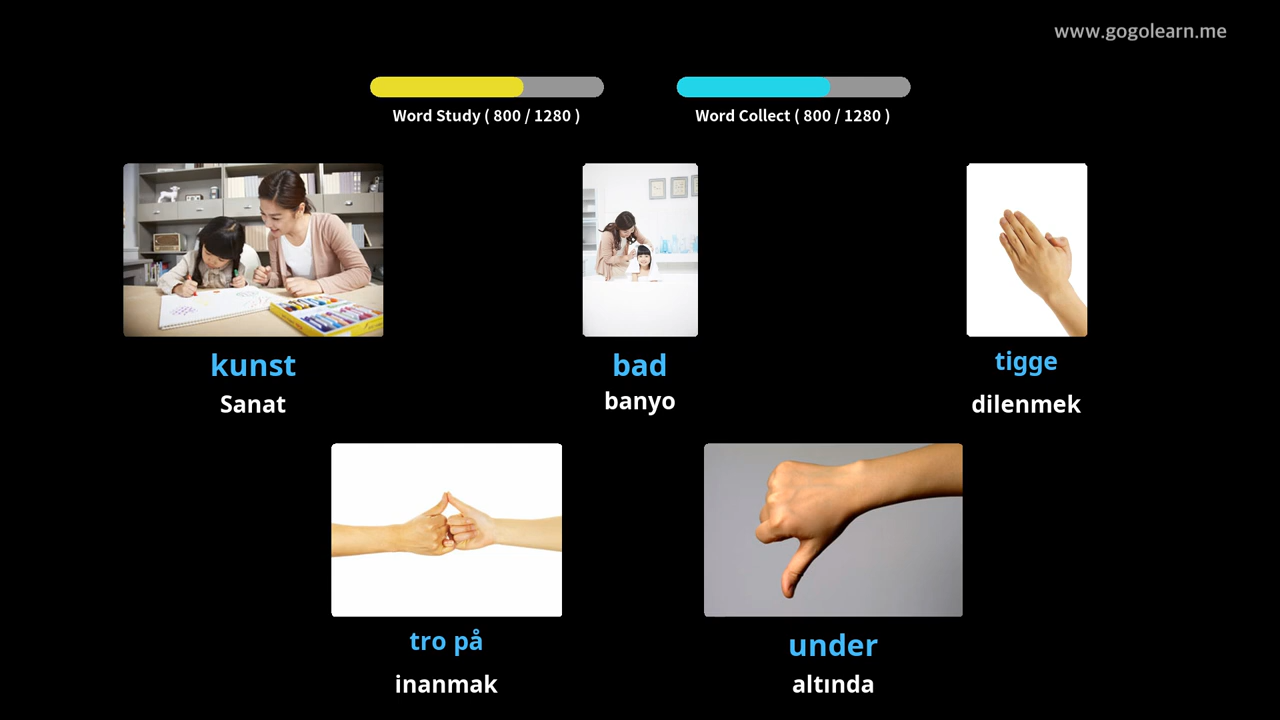 www.gogolearn.me
Word Study ( 800 / 1280 )
Word Collect ( 800 / 1280 )
kunst
Sanat
bad
banyo
tigge
dilenmek
tro på
inanmak
under
altında